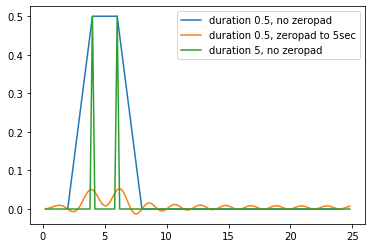 duration 0.5, no zeropad
duration 0.5, zeropad to 5sec
duration 5, no zeropad
0.5
0.4
0.3
0.2
0.1
0.0
0 5 10 15 20 25